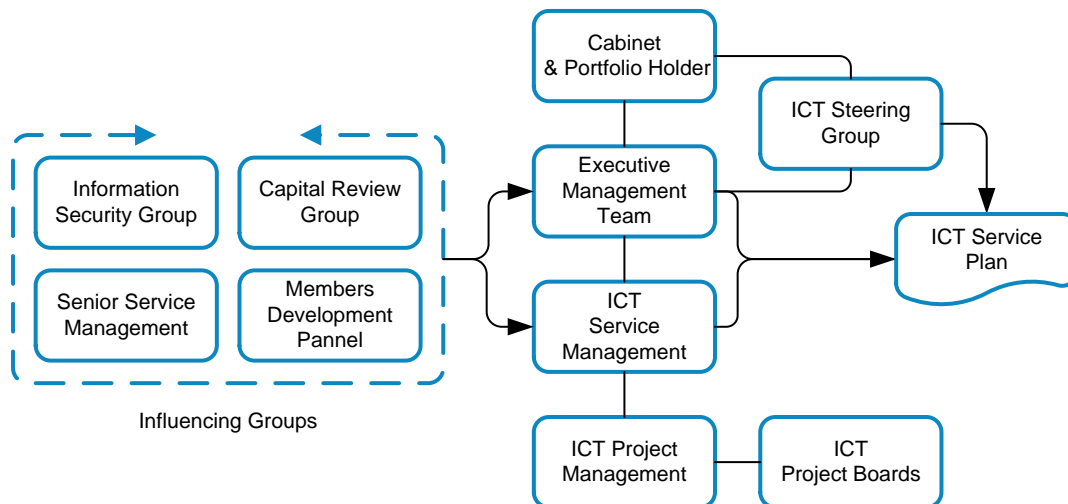 Cabinet
& Portfolio Holder
ICT Steering
Group
Information
Security Group
Capital Review
Group
Executive
Management
Team
ICT Service
Plan
Senior Service
Management
Members
Development
Pannel
ICT
Service
Management
Influencing Groups
ICT Project
Management
ICT
Project Boards